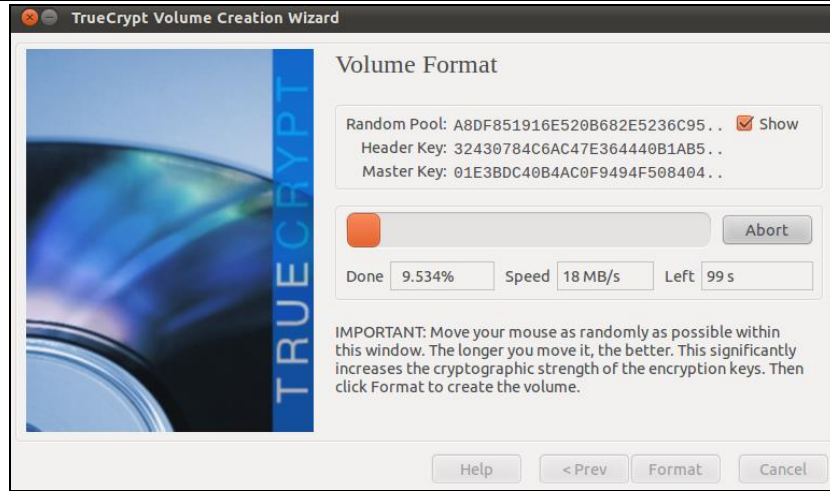 TrueCrypt Volume Creation Wizard
TRUECRYPT
Volume Format
Random Pool: A8DF851916E520B682E5236C95.. Show
Header Key: 32430784C6AC47E364440B1AB5..
Master Key: 01E3BDC40B4AC0F9494F508404..
Abort
Done 9.534% Speed 18 MB/s Left 99 s
IMPORTANT: Move your mouse as randomly as possible within
this window. The longer you move it, the better. This significantly
increases the cryptographic strength of the encryption keys. Then
click Format to create the volume.
Help < Prev Format Cancel